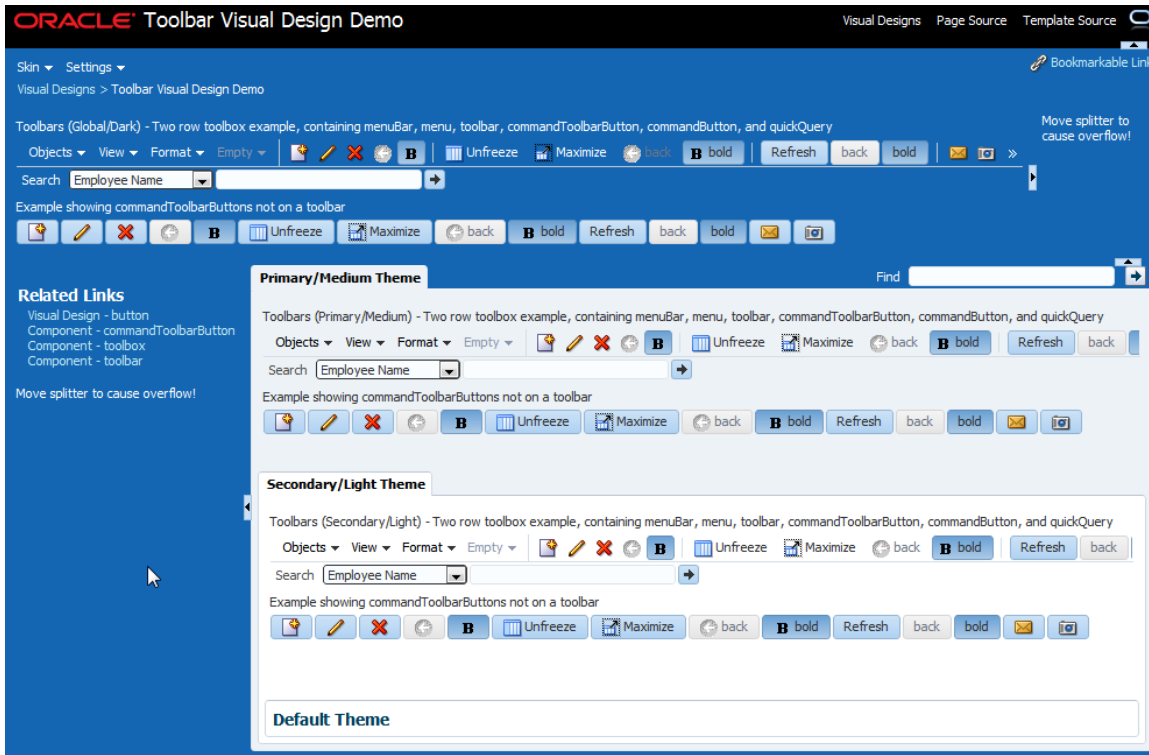 ORACLE Toolbar Visual Design Demo Visual Designs Page Source Template Source
Skin Settings Bookmarkable Lin
Visual Designs > Toolbar Visual Design Demo
Toolbars (Global/Dark) - Two row toolbox example, containing menuBar, menu, toolbar, commandToolbarButton, commandButton, and quickQuery
Move splitter to
cause overflow!
Objects View Format Empty B Unfreeze Maximize back B bold Refresh back bold »
Search Employee Name
Example showing commandToolbarButtons not on a toolbar
B Unfreeze Maximize back B bold Refresh back bold
Related Links
Visual Design - button
Component - commandToolbarButton
Component - toolbox
Component - toolbar
Move splitter to cause overflow!
Primary/Medium Theme Find
Toolbars (Primary/Medium) - Two row toolbox example, containing menuBar, menu, toolbar, commandToolbarButton, commandButton, and quickQuery
Objects View Format Empty B Unfreeze Maximize back B bold Refresh back
Search Employee Name
Example showing commandToolbarButtons not on a toolbar
B Unfreeze Maximize back B bold Refresh back bold
Secondary/Light Theme
Toolbars (Secondary/Light) - Two row toolbox example, containing menuBar, menu, toolbar, commandToolbarButton, commandButton, and quickQuery
Objects View Format Empty B Unfreeze Maximize back B bold Refresh back
Search Employee Name
Example showing commandToolbarButtons not on a toolbar
B Unfreeze Maximize back B bold Refresh back bold
Default Theme